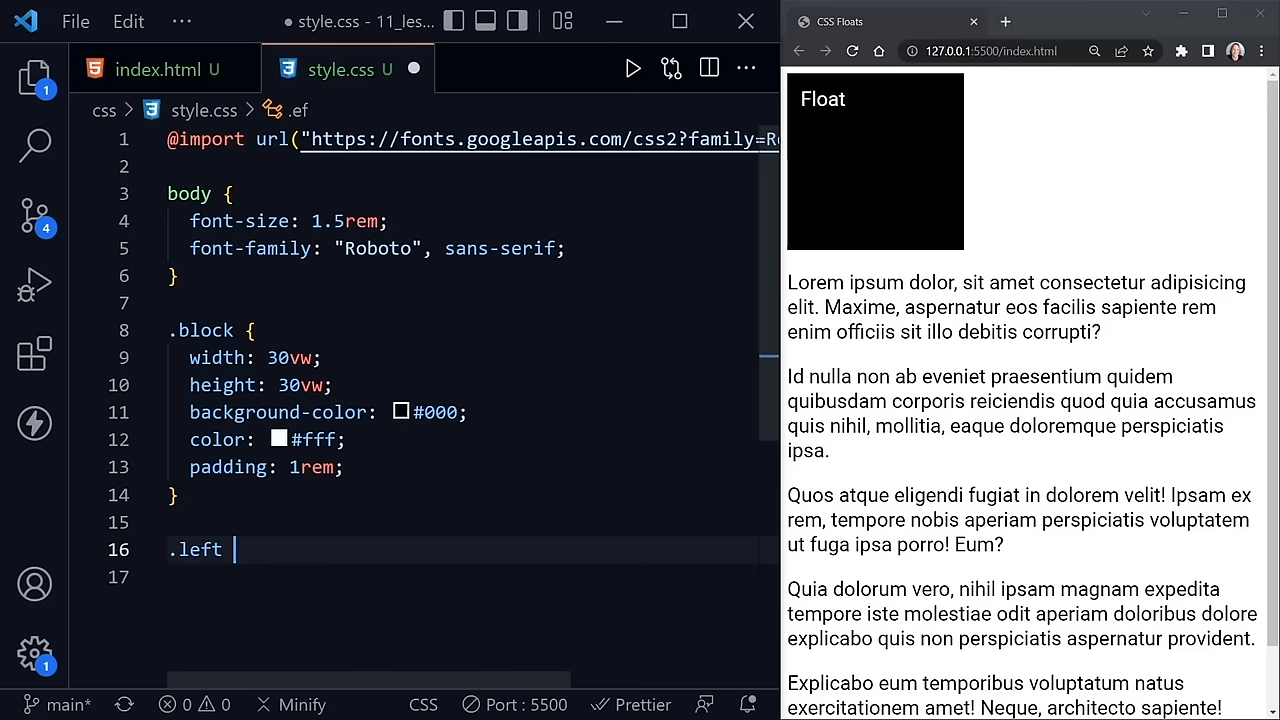 File Edit ··· ● style.css - 11_les...
index.html U
style.css U ●
css > style.css > .ef
1 @import url("https://fonts.googleapis.com/css2?family=Ro
2
3 body {
4 font-size: 1.5rem;
5 font-family: "Roboto", sans-serif;
6 }
7
8 .block {
9 width: 30vw;
10 height: 30vw;
11 background-color: #000;
12 color: #fff;
13 padding: 1rem;
14 }
15
16 .left
17
1
4
1
main* 0 0 Minify CSS Port : 5500 Prettier
CSS Floats
127.0.0.1:5500/index.html
Float
Lorem ipsum dolor, sit amet consectetur adipisicing
elit. Maxime, aspernatur eos facilis sapiente rem
enim officiis sit illo debitis corrupti?
Id nulla non ab eveniet praesentium quidem
quibusdam corporis reiciendis quod quia accusamus
quis nihil, mollitia, eaque doloremque perspiciatis
ipsa.
Quos atque eligendi fugiat in dolorem velit! Ipsam ex
rem, tempore nobis aperiam perspiciatis voluptatem
ut fuga ipsa porro! Eum?
Quia dolorum vero, nihil ipsam magnam expedita
tempore iste molestiae odit aperiam doloribus dolore
explicabo quis non perspiciatis aspernatur provident.
Explicabo eum temporibus voluptatum natus
exercitationem amet! Neque, architecto sapiente!